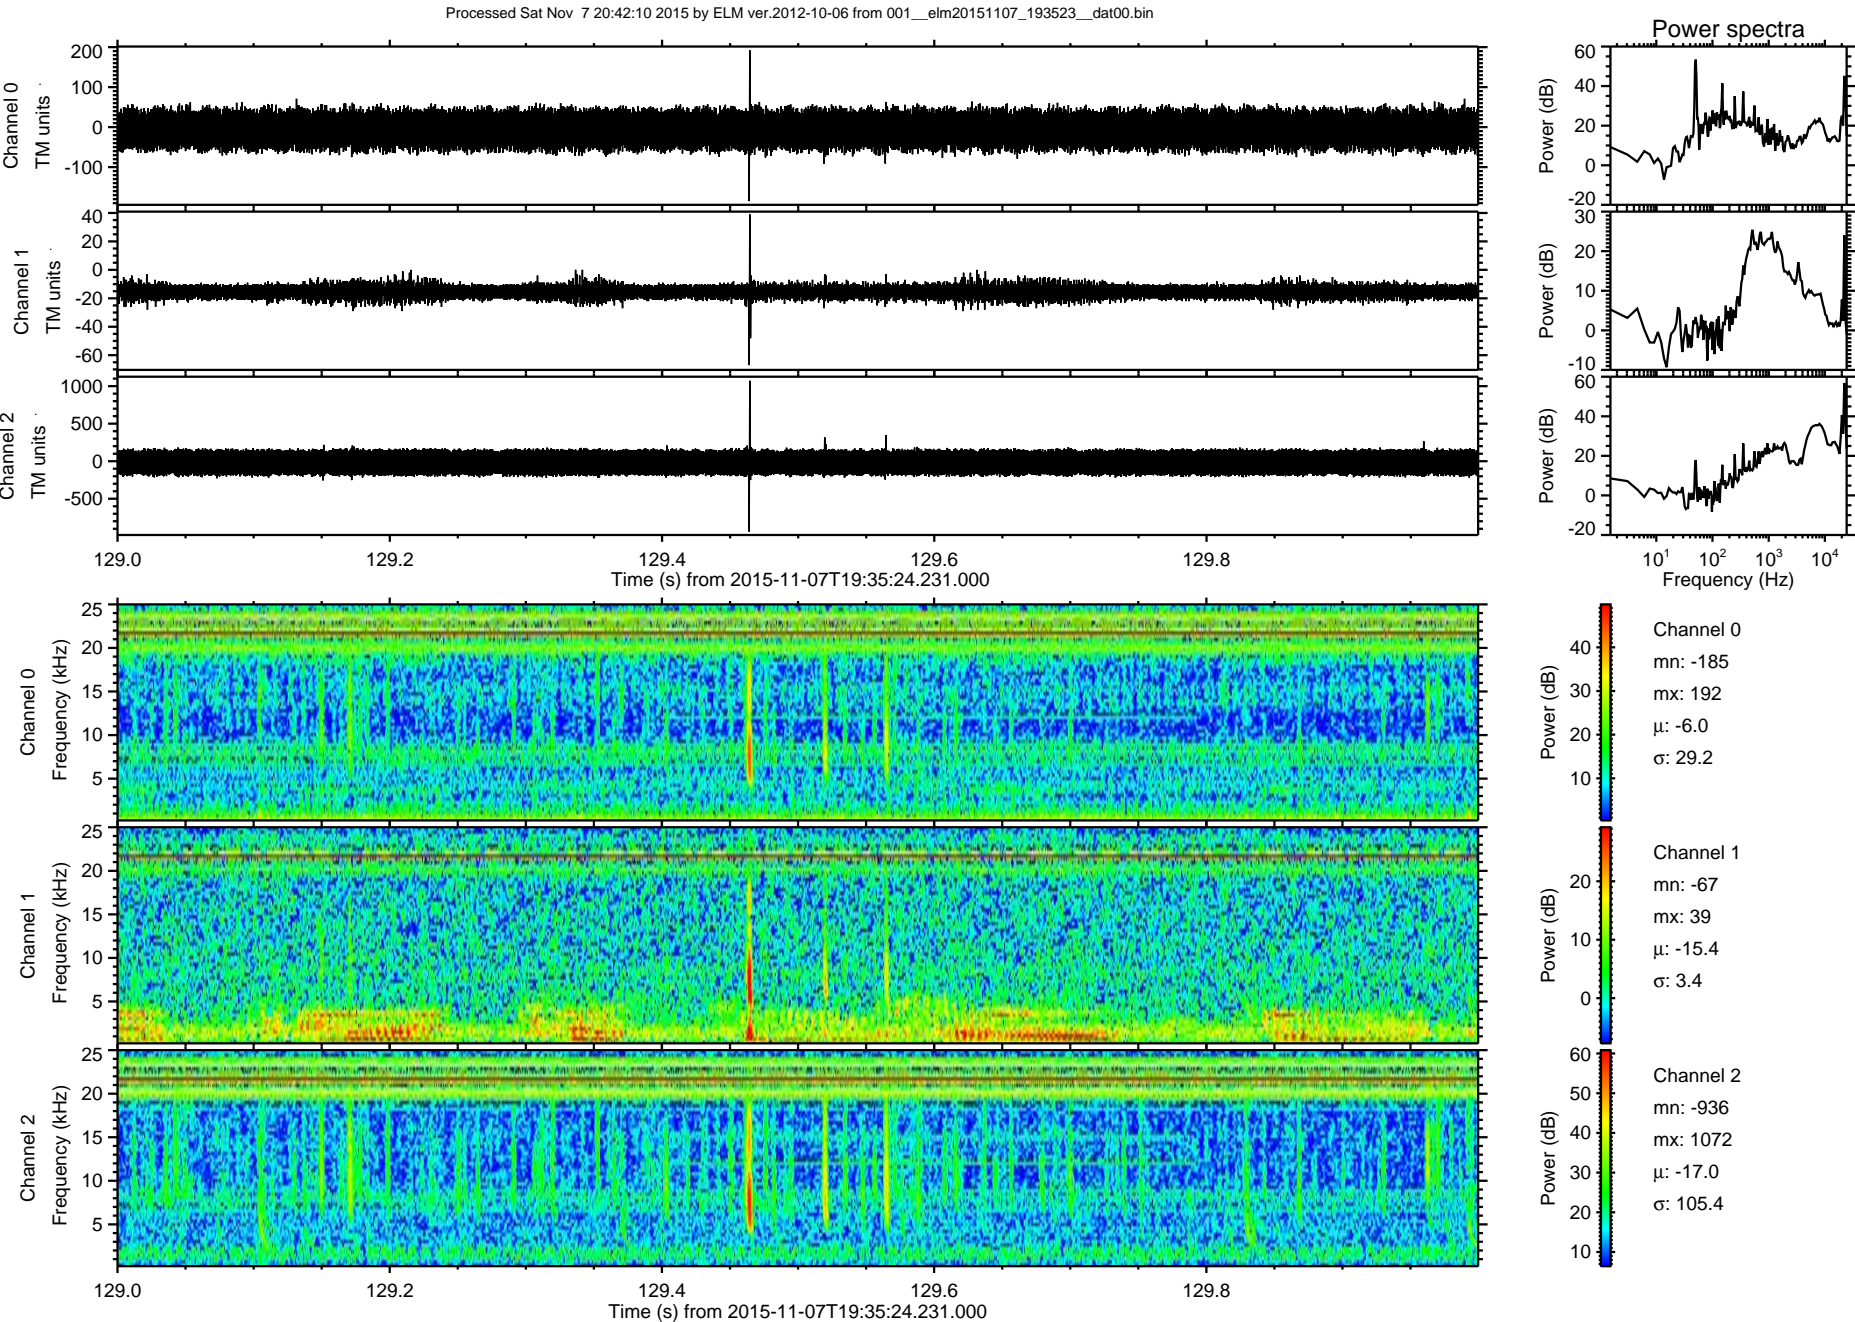 Processed Sat Nov  7 20:42:10 2015 by ELM ver.2012-10-06 from 001__elm20151107_193523__dat00.bin
Power spectra
Channel 0
TM units
200
100
0
-100
Power (dB)
60
40
20
0
-20
Channel 1
TM units
40
20
0
-20
-40
-60
Power (dB)
30
20
10
0
-10
Channel 2
TM units
1000
500
0
-500
Power (dB)
60
40
20
0
-20
129.0 129.2 129.4 129.6 129.8
Time (s) from 2015-11-07T19:35:24.231.000
10^1 10^2 10^3 10^4
Frequency (Hz)
Channel 0
Frequency (kHz)
25
20
15
10
5
Power (dB)
40
30
20
10
Channel 0
mn: -185
mx: 192
μ: -6.0
σ: 29.2
Channel 1
Frequency (kHz)
25
20
15
10
5
Power (dB)
20
10
0
Channel 1
mn: -67
mx: 39
μ: -15.4
σ: 3.4
Channel 2
Frequency (kHz)
25
20
15
10
5
Power (dB)
60
50
40
30
20
10
Channel 2
mn: -936
mx: 1072
μ: -17.0
σ: 105.4
129.0 129.2 129.4 129.6 129.8
Time (s) from 2015-11-07T19:35:24.231.000